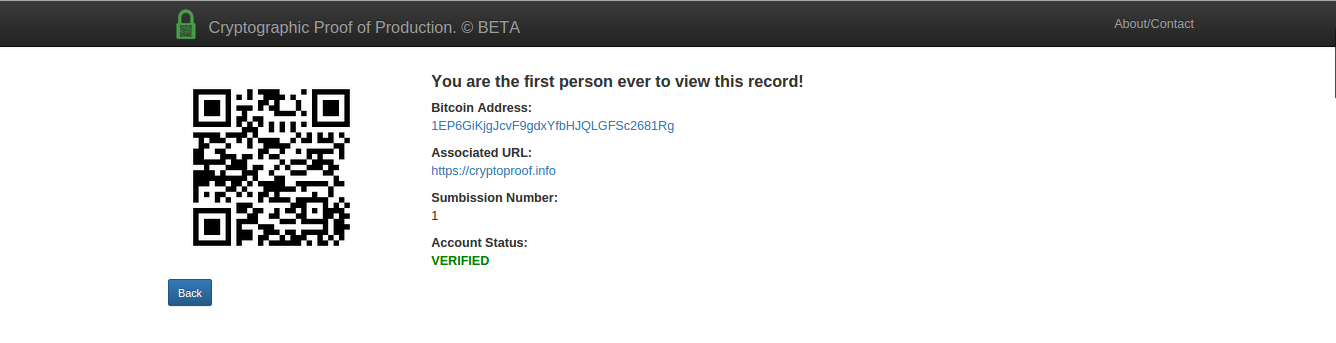 Cryptographic Proof of Production. © BETA
About/Contact
You are the first person ever to view this record!
Bitcoin Address:
1EP6GiKjgJcvF9gdxYfbHJQLGFSc2681Rg
Associated URL:
https://cryptoproof.info
Sumbission Number:
1
Account Status:
VERIFIED
Back